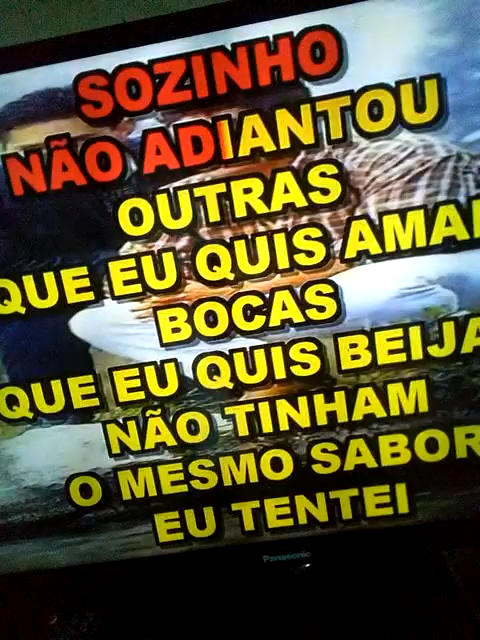 SOZINHO
NÃO ADIANTOU
OUTRAS
QUE EU QUIS AMA
BOCAS
QUE EU QUIS BEIJA
NÃO TINHAM
O MESMO SABOR
EU TENTEI
Panasonic